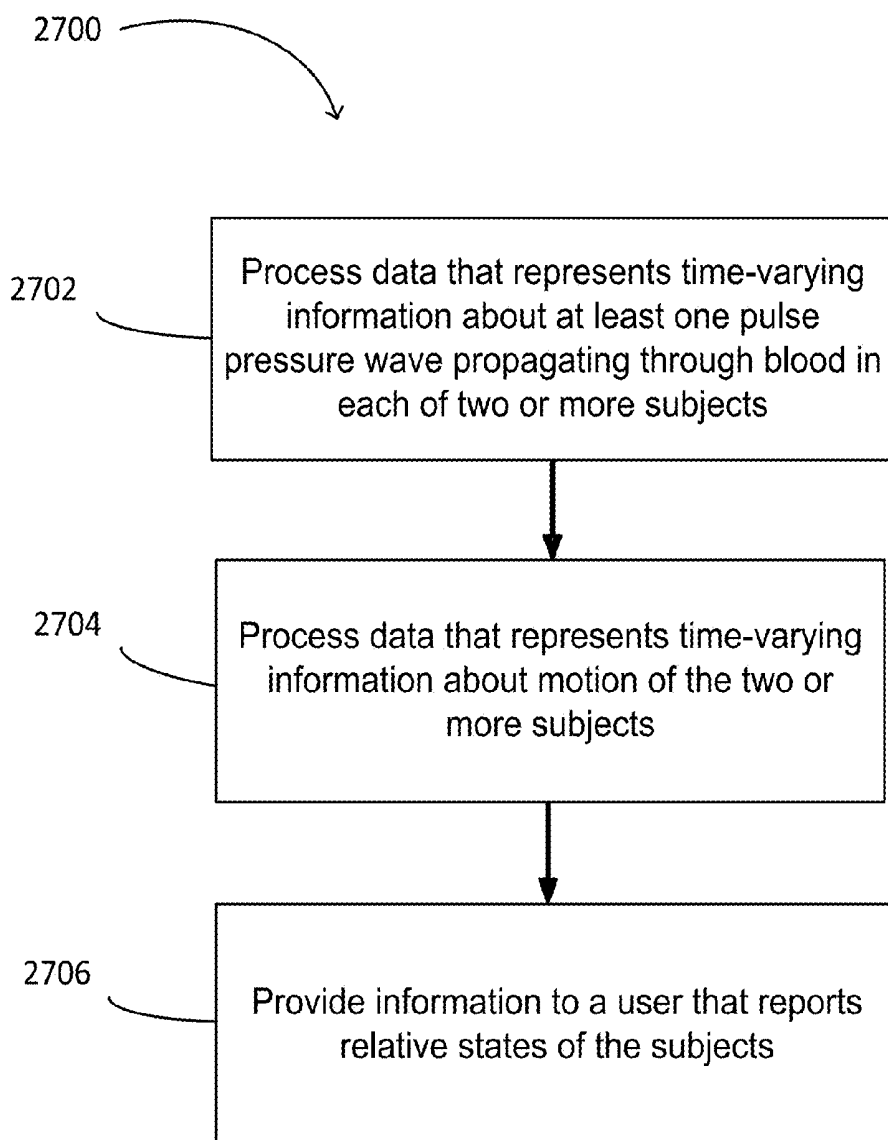 2700
2702
Process data that represents time-varying
information about at least one pulse
pressure wave propagating through blood in
each of two or more subjects
2704
Process data that represents time-varying
information about motion of the two or
more subjects
2706
Provide information to a user that reports
relative states of the subjects